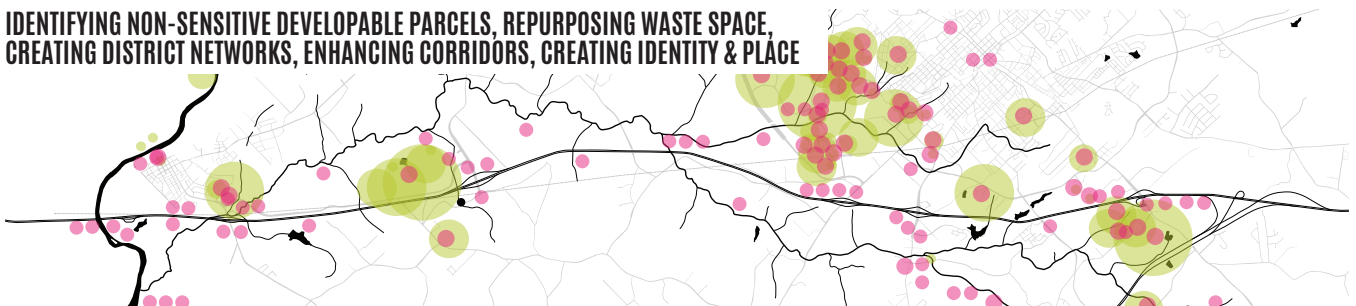 IDENTIFYING NON-SENSITIVE DEVELOPABLE PARCELS, REPURPOSING WASTE SPACE,
CREATING DISTRICT NETWORKS, ENHANCING CORRIDORS, CREATING IDENTITY & PLACE